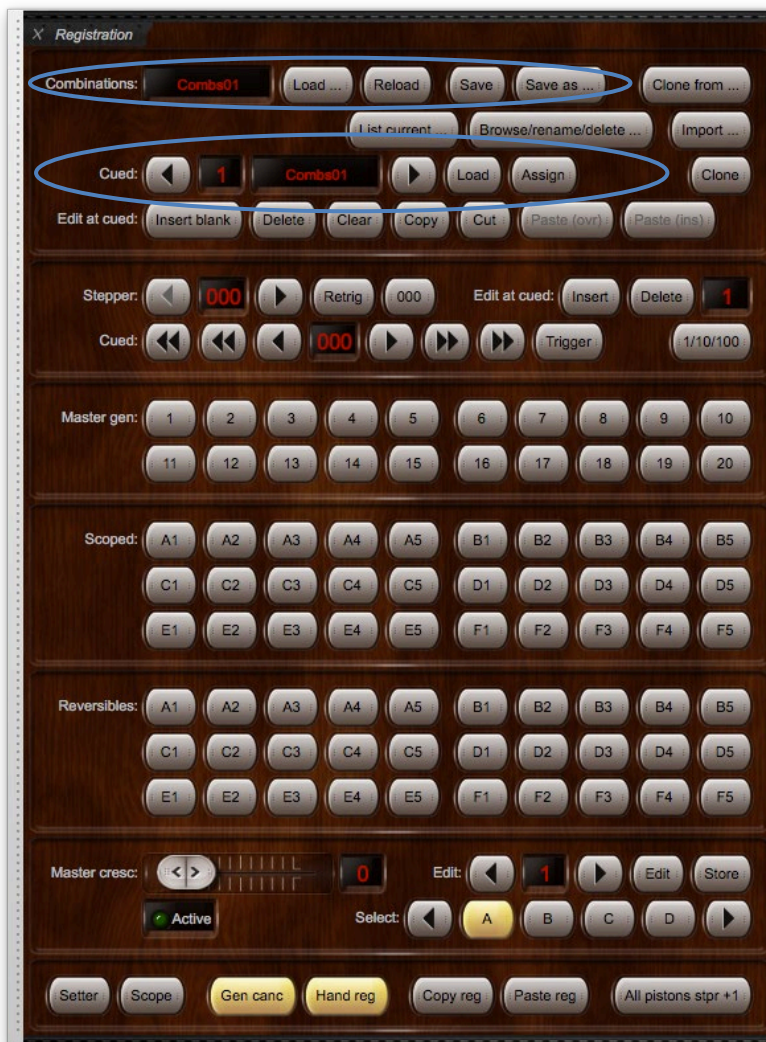 X Registration
Combinations: Combs01 Load ... Reload Save Save as ... Clone from ...
List current ... Browse/rename/delete ... Import ...
Cued: 1 Combs01 Load Assign Clone
Edit at cued: Insert blank Delete Clear Copy Cut Paste (ovr) Paste (ins)
Stepper: 000 Retrig 000 Edit at cued: Insert Delete 1
Cued: 000 Trigger 1/10/100
Master gen: 1 2 3 4 5 6 7 8 9 10
11 12 13 14 15 16 17 18 19 20
Scoped: A1 A2 A3 A4 A5 B1 B2 B3 B4 B5
C1 C2 C3 C4 C5 D1 D2 D3 D4 D5
E1 E2 E3 E4 E5 F1 F2 F3 F4 F5
Reversibles: A1 A2 A3 A4 A5 B1 B2 B3 B4 B5
C1 C2 C3 C4 C5 D1 D2 D3 D4 D5
E1 E2 E3 E4 E5 F1 F2 F3 F4 F5
Master cresc: < > 0 Edit: 1 Edit Store
Active Select: A B C D
Setter Scope Gen canc Hand reg Copy reg Paste reg All pistons stpr +1